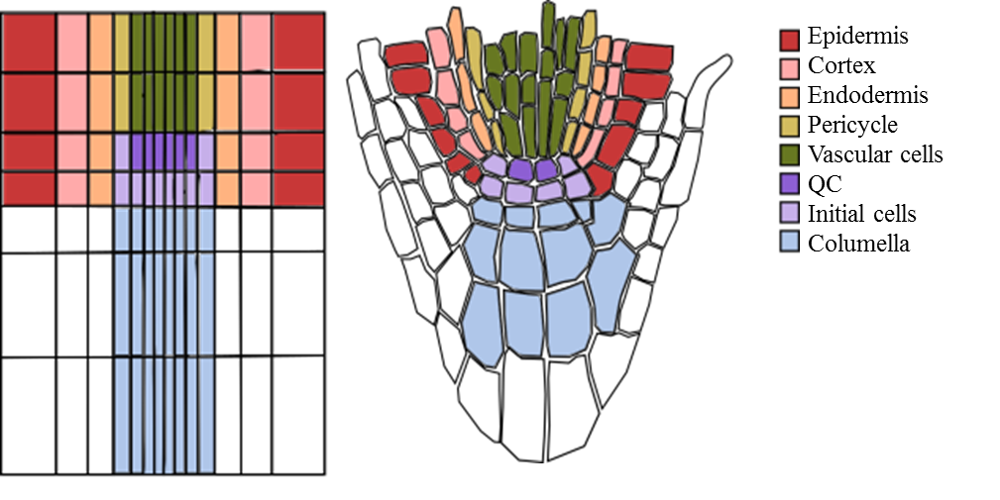 Epidermis
Cortex
Endodermis
Pericycle
Vascular cells
QC
Initial cells
Columella